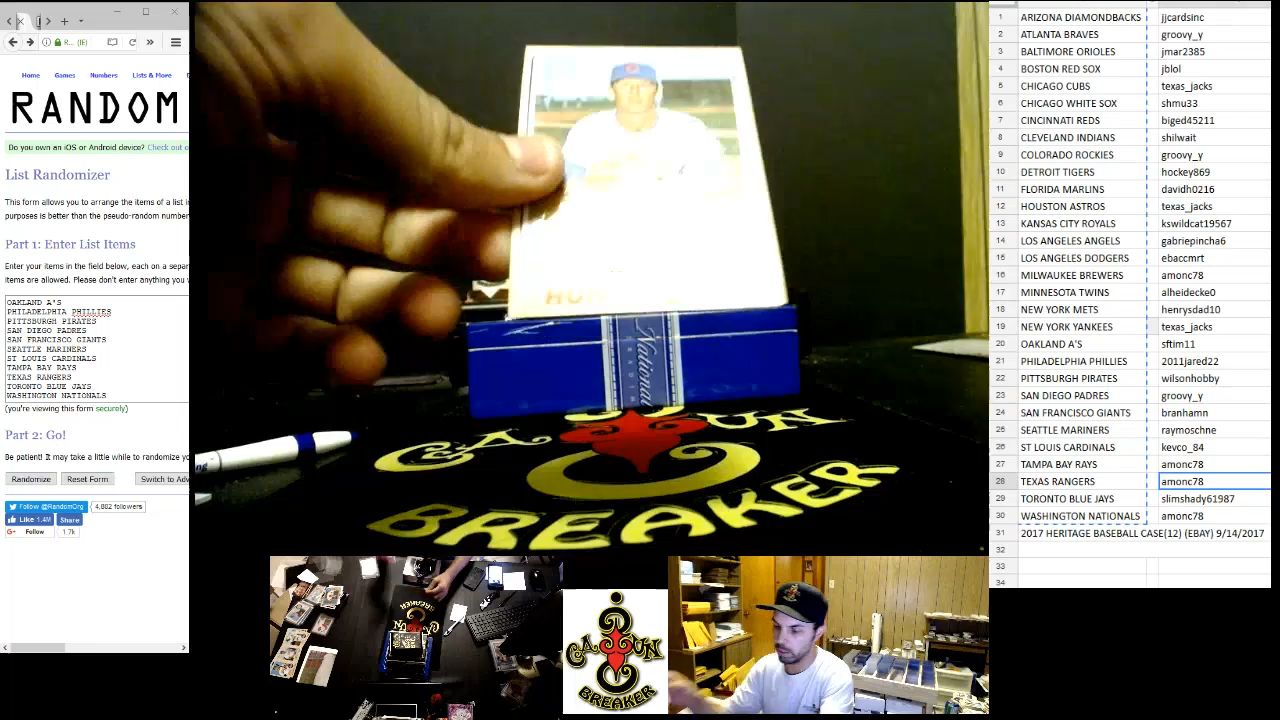 R... (IE)
Home Games Numbers Lists & More
RANDOM
Do you own an iOS or Android device? Check out
List Randomizer
This form allows you to arrange the items of a list in
purposes is better than the pseudo-random number
Part 1: Enter List Items
Enter your items in the field below, each on a separ
items are allowed. Please don't enter anything you
OAKLAND A'S
PHILADELPHIA PHILLIES
PITTSBURGH PIRATES
SAN DIEGO PADRES
SAN FRANCISCO GIANTS
SEATTLE MARINERS
ST LOUIS CARDINALS
TAMPA BAY RAYS
TEXAS RANGERS
TORONTO BLUE JAYS
WASHINGTON NATIONALS
(you're viewing this form securely)
Part 2: Go!
Be patient! It may take a little while to randomize yo
Randomize Reset Form Switch to Adv
Follow @RandomOrg 4,882 followers
Like 1.4M Share
G+ Follow 1.7k
National
CAJUN
BREAKER
CAJUN
BREAKER
1 ARIZONA DIAMONDBACKS jjcardsinc
2 ATLANTA BRAVES groovy_y
3 BALTIMORE ORIOLES jmar2385
4 BOSTON RED SOX jblol
5 CHICAGO CUBS texas_jacks
6 CHICAGO WHITE SOX shmu33
7 CINCINNATI REDS biged45211
8 CLEVELAND INDIANS shilwait
9 COLORADO ROCKIES groovy_y
10 DETROIT TIGERS hockey869
11 FLORIDA MARLINS davidh0216
12 HOUSTON ASTROS texas_jacks
13 KANSAS CITY ROYALS kswildcat19567
14 LOS ANGELES ANGELS gabriepincha6
15 LOS ANGELES DODGERS ebaccmrt
16 MILWAUKEE BREWERS amonc78
17 MINNESOTA TWINS alheidecke0
18 NEW YORK METS henrysdad10
19 NEW YORK YANKEES texas_jacks
20 OAKLAND A'S sftim11
21 PHILADELPHIA PHILLIES 2011jared22
22 PITTSBURGH PIRATES wilsonhobby
23 SAN DIEGO PADRES groovy_y
24 SAN FRANCISCO GIANTS branhamn
25 SEATTLE MARINERS raymoschne
26 ST LOUIS CARDINALS kevco_84
27 TAMPA BAY RAYS amonc78
28 TEXAS RANGERS amonc78
29 TORONTO BLUE JAYS slimshady61987
30 WASHINGTON NATIONALS amonc78
31 2017 HERITAGE BASEBALL CASE(12) (EBAY) 9/14/2017
32
33
34